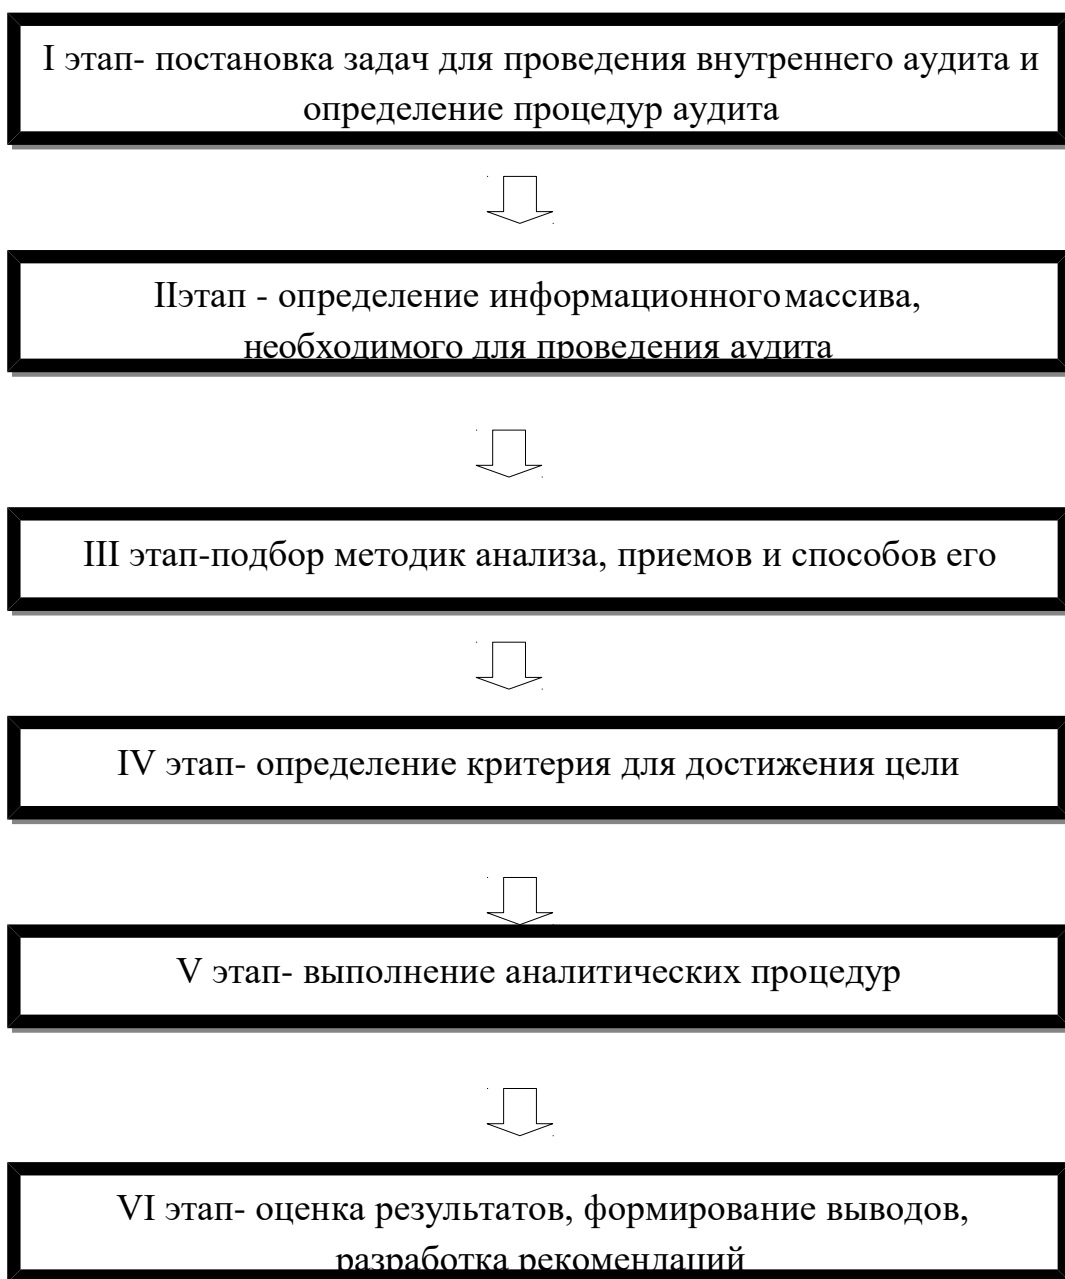 I этап- постановка задач для проведения внутреннего аудита и
определение процедур аудита
IIэтап - определение информационного массива,
необходимого для проведения аудита
III этап-подбор методик анализа, приемов и способов его
IV этап- определение критерия для достижения цели
V этап- выполнение аналитических процедур
VI этап- оценка результатов, формирование выводов,
разработка рекомендаций